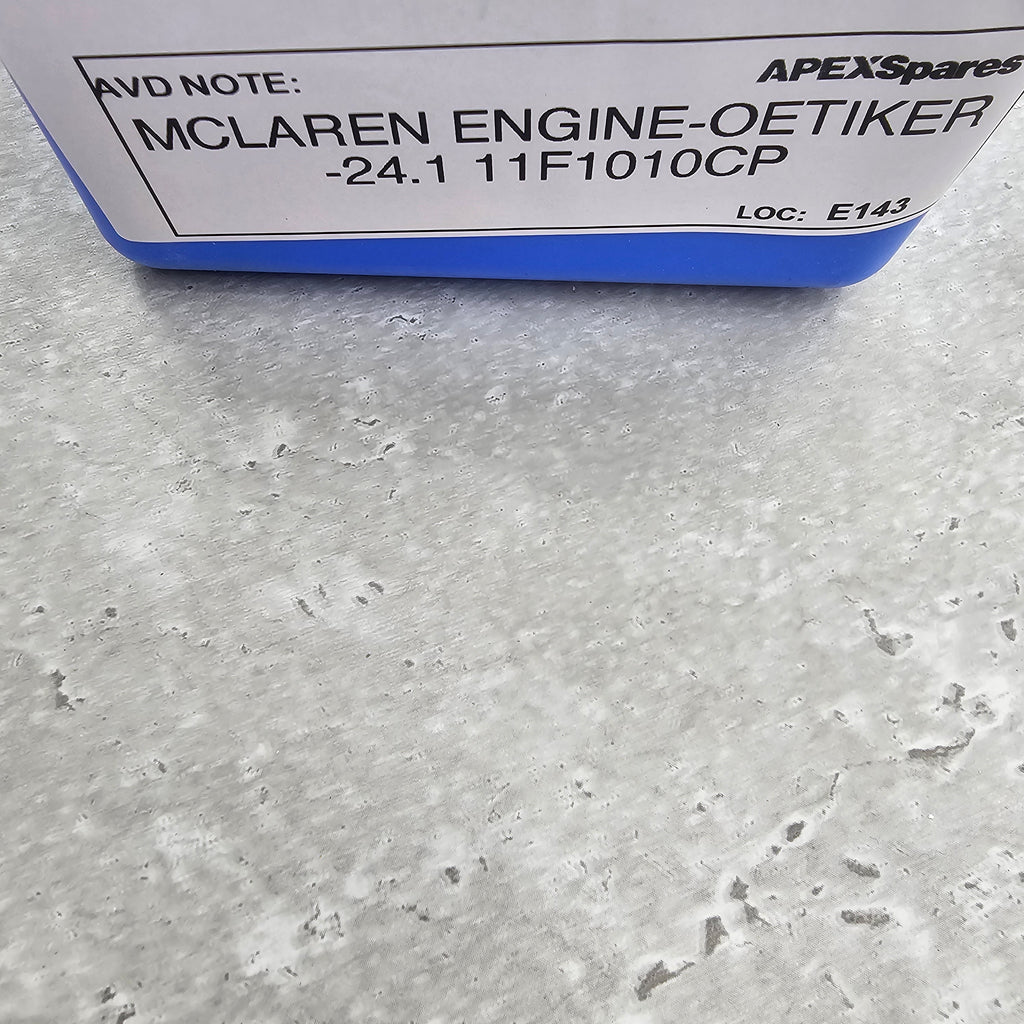 AVD NOTE:
APEXSpares
MCLAREN ENGINE-OETIKER
-24.1 11F1010CP
LOC: E143